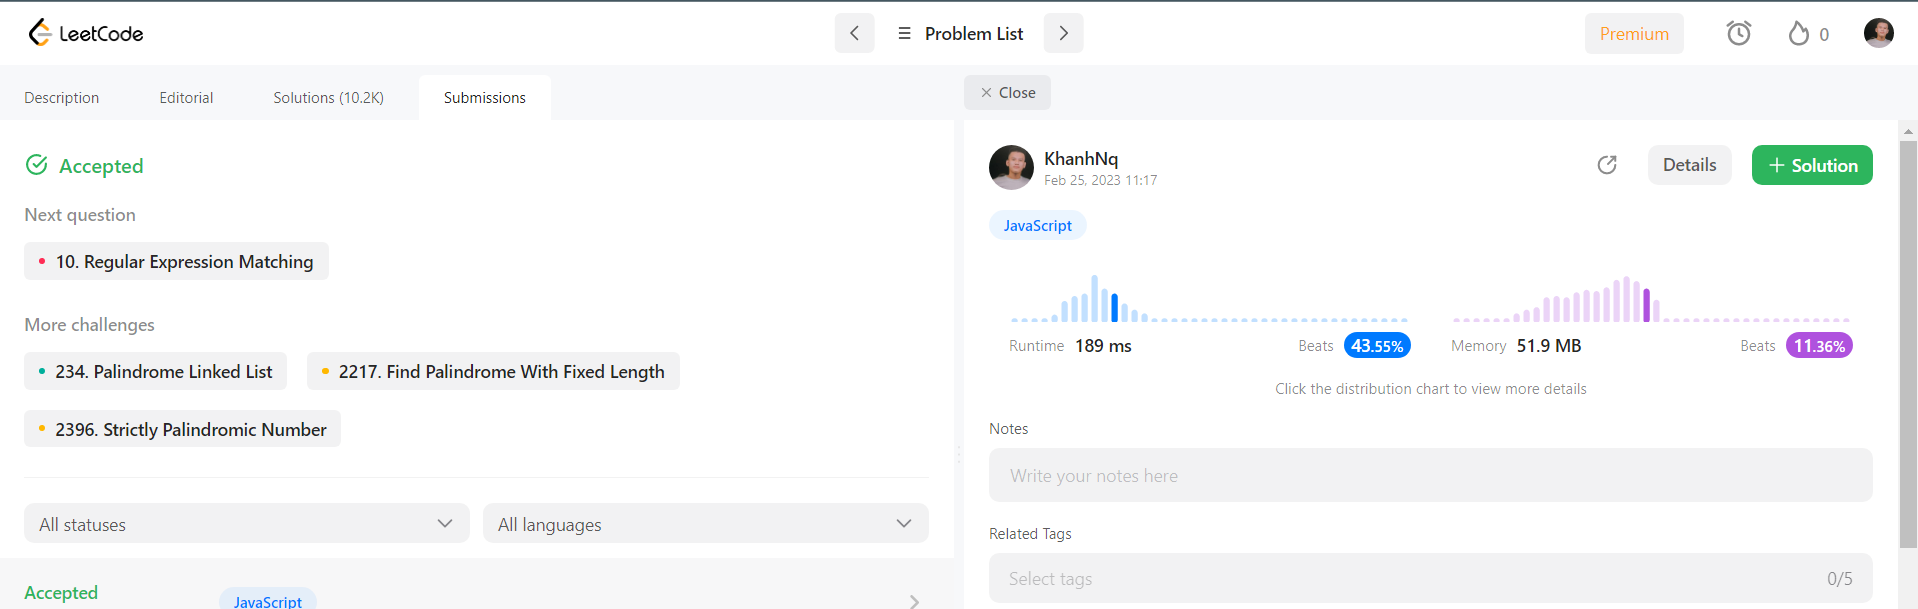 LeetCode
Problem List
Premium
0
Description Editorial Solutions (10.2K) Submissions
Close
Accepted
Next question
10. Regular Expression Matching
More challenges
234. Palindrome Linked List
2217. Find Palindrome With Fixed Length
2396. Strictly Palindromic Number
All statuses
All languages
Accepted
JavaScript
KhanhNq
Feb 25, 2023 11:17
Details
Solution
JavaScript
Runtime 189 ms
Beats 43.55%
Memory 51.9 MB
Beats 11.36%
Click the distribution chart to view more details
Notes
Write your notes here
Related Tags
Select tags
0/5